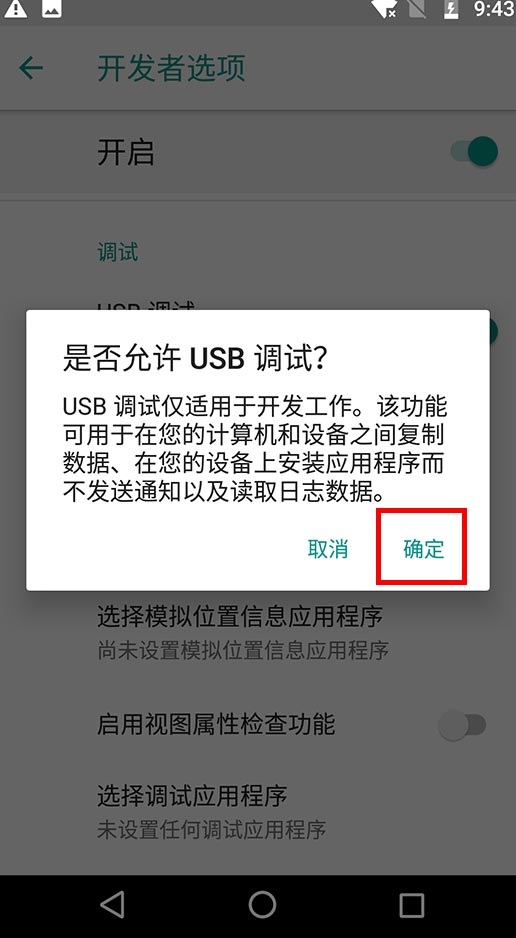 9:43
开发者选项
开启
调试
USB 调试
是否允许 USB 调试？
USB 调试仅适用于开发工作。该功能
可用于在您的计算机和设备之间复制
数据、在您的设备上安装应用程序而
不发送通知以及读取日志数据。
取消 确定
选择模拟位置信息应用程序
尚未设置模拟位置信息应用程序
启用视图属性检查功能
选择调试应用程序
未设置任何调试应用程序